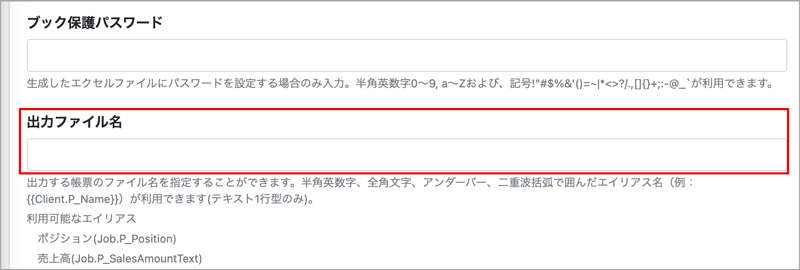 ブック保護パスワード
生成したエクセルファイルにパスワードを設定する場合のみ入力。半角英数字0〜9, a〜Zおよび、記号!"#$%&'()=~|*<>?/.,[]{}+;:-@_`が利用できます。
出力ファイル名
出力する帳票のファイル名を指定することができます。半角英数字、全角文字、アンダーバー、二重波括弧で囲んだエイリアス名（例：
{{Client.P_Name}}）が利用できます(テキスト1行型のみ)。
利用可能なエイリアス
ポジション(Job.P_Position)
売上高(Job.P_SalesAmountText)